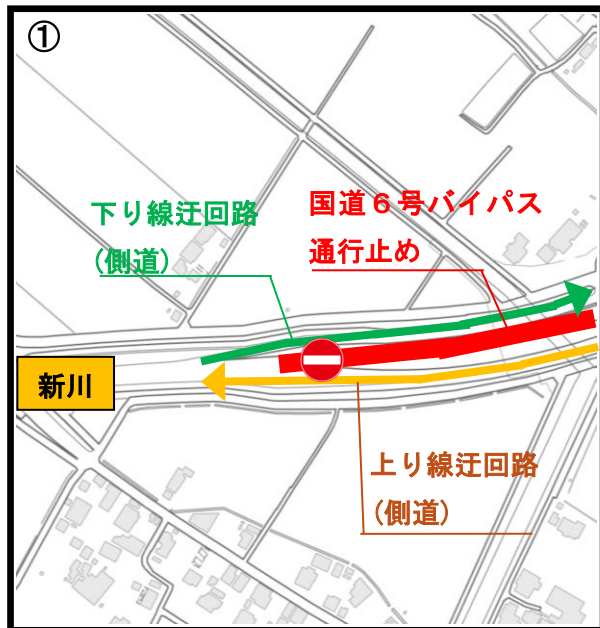 ①
下り線迂回路
(側道)
国道６号バイパス
通行止め
新川
上り線迂回路
(側道)